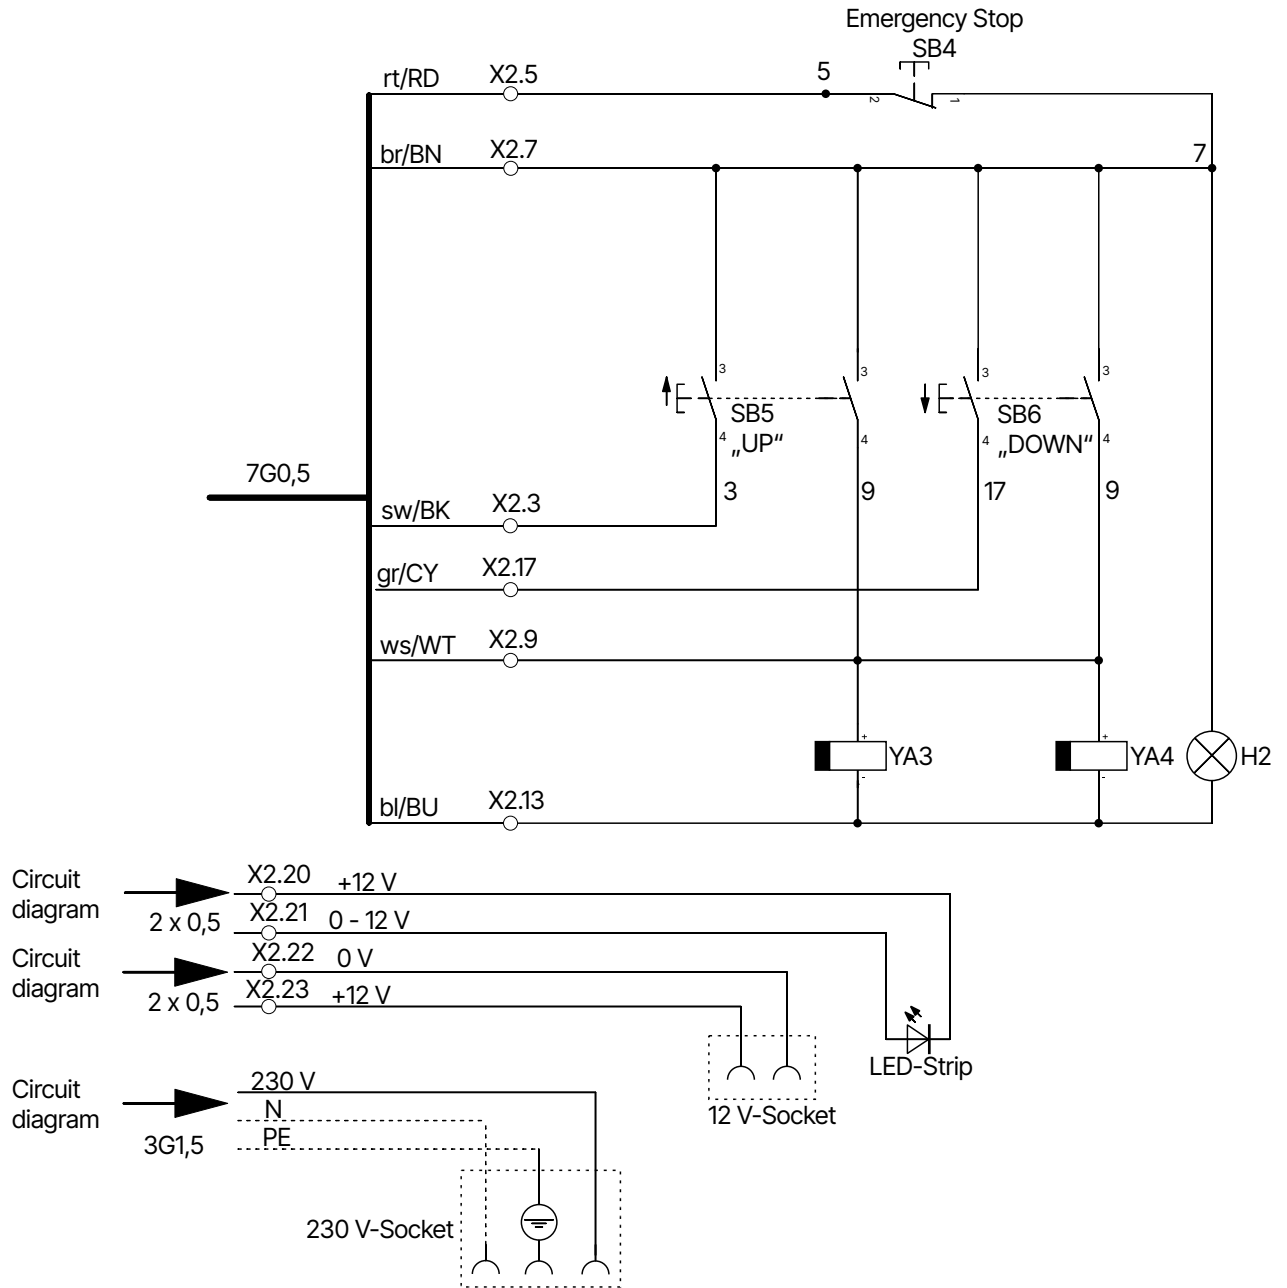 Emergency Stop
SB4
rt/RD
X2.5
5
2
1
br/BN
X2.7
7
3
3
3
3
SB5
„UP“
SB6
„DOWN“
4
4
4
4
7G0,5
3
9
17
9
sw/BK
X2.3
gr/CY
X2.17
ws/WT
X2.9
+
+
YA3
YA4
H2
-
-
bl/BU
X2.13
Circuit
diagram
2 x 0,5
X2.20
+12 V
X2.21
0 - 12 V
Circuit
diagram
2 x 0,5
X2.22
0 V
X2.23
+12 V
LED-Strip
12 V-Socket
Circuit
diagram
3G1,5
230 V
N
PE
230 V-Socket